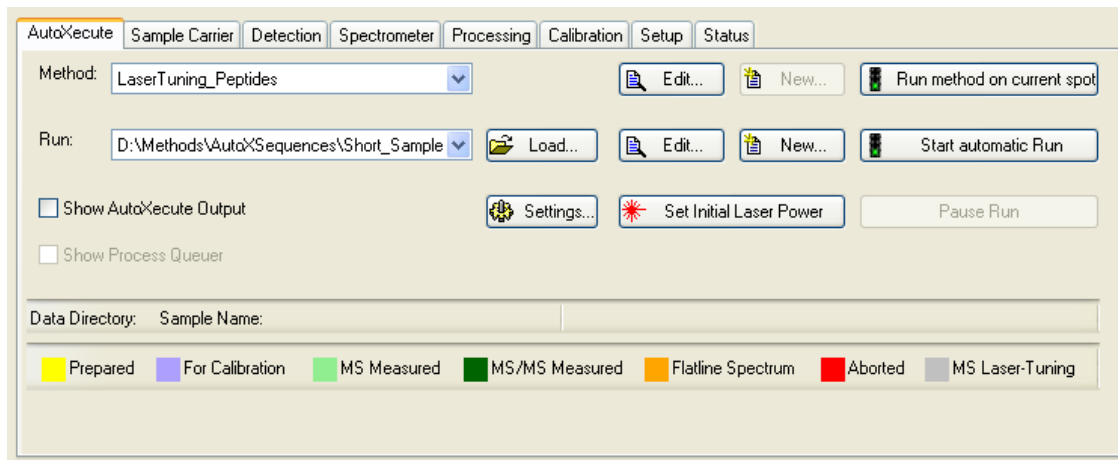 AutoXecute Sample Carrier Detection Spectrometer Processing Calibration Setup Status
Method: LaserTuning_Peptides Edit... New... Run method on current spot
Run: D:\Methods\AutoXSequences\Short_Sample Load... Edit... New... Start automatic Run
Show AutoXecute Output Settings... Set Initial Laser Power Pause Run
Show Process Queuer
Data Directory: Sample Name:
Prepared For Calibration MS Measured MS/MS Measured Flatline Spectrum Aborted MS Laser-Tuning